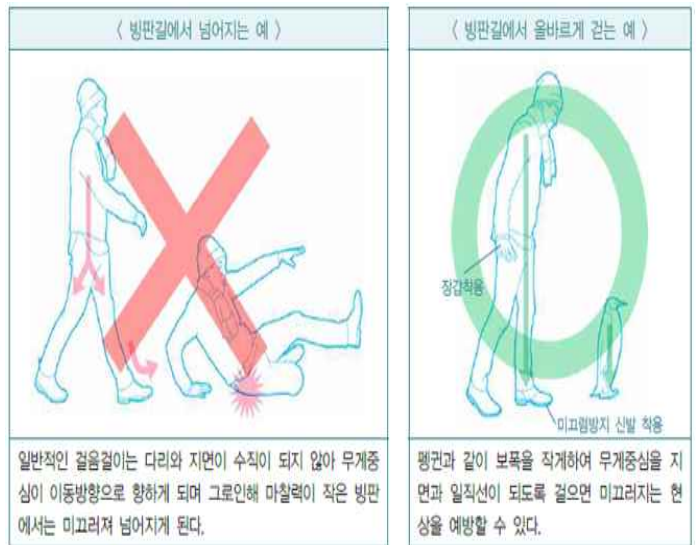 〈 빙판길에서 넘어지는 예 〉
일반적인 걸음걸이는 다리와 지면이 수직이 되지 않아 무게중
심이 이동방향으로 향하게 되며 그로인해 마찰력이 작은 빙판
에서는 미끄러져 넘어지게 된다.
〈 빙판길에서 올바르게 걷는 예 〉
장갑착용
미끄럼방지 신발 착용
펭귄과 같이 보폭을 작게하여 무게중심을 지
면과 일직선이 되도록 걸으면 미끄러지는 현
상을 예방할 수 있다.